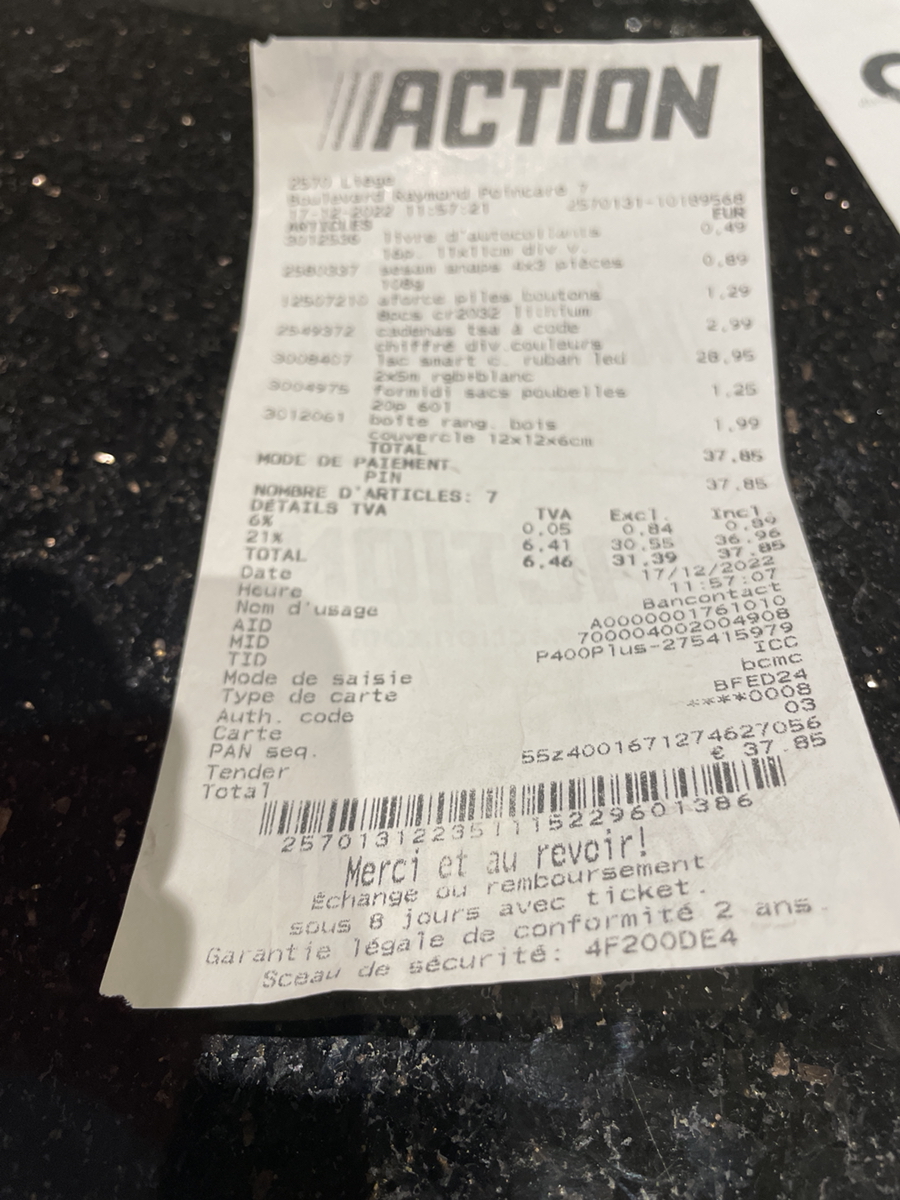 ACTION
2570 Liège
Boulevard Raymond Poincaré 7
17-12-2022 11:57:21 2570131-10189568
ARTICLES EUR
3012536 livre d'autocollants 0,49
16p. 11x11cm div v.
2580337 sesam snaps 4x3 pièces 0,89
108g
12507210 aforce piles boutons 1,29
8pcs cr2032 lithium
2549372 cadenas tsa à code 2,99
chiffré div.couleurs
3008407 lsc smart c. ruban led 28,95
2x5m rgb+blanc
3004975 formidi sacs poubelles 1,25
20p 60l
3012061 boîte rang. bois 1,99
couvercle 12x12x6cm
TOTAL 37,85
MODE DE PAIEMENT
PIN 37,85
NOMBRE D'ARTICLES: 7
DÉTAILS TVA TVA Excl. Incl.
6% 0,05 0,84 0,89
21% 6,41 30,55 36,96
TOTAL 6,46 31,39 37,85
Date 17/12/2022
Heure 11:57:07
Nom d'usage Bancontact
AID A0000001761010
MID 700004002004908
TID P400Plus-275415979
Mode de saisie ICC
Type de carte bcmc
Auth. code BFED24
Carte ****0008
PAN seq. 03
Tender 55z4001671274627056
Total € 37.85
2570131223511115229601386
Merci et au revoir!
Échange ou remboursement
sous 8 jours avec ticket.
Garantie légale de conformité 2 ans.
Sceau de sécurité: 4F200DE4